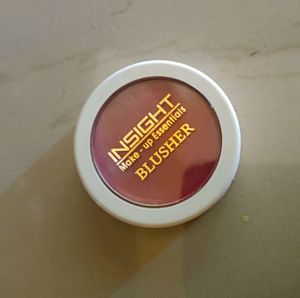 INSIGHT
Make-up Essentials
BLUSHER